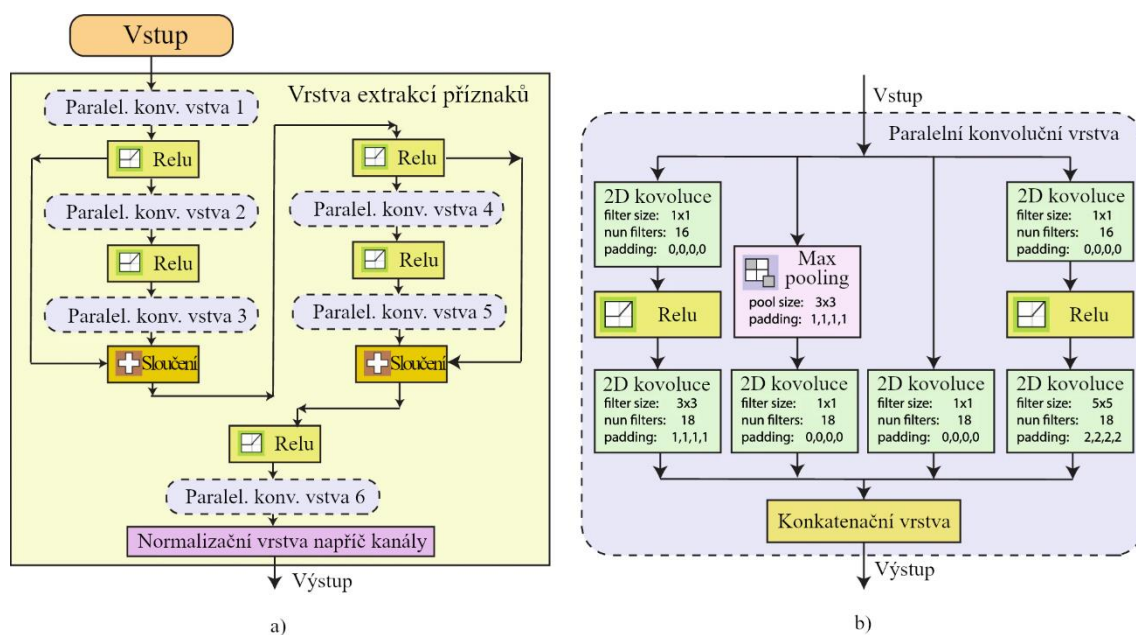 Vstup
Vrstva extrakcí příznaků
Paralel. konv. vstva 1
Relu
Paralel. konv. vstva 2
Relu
Paralel. konv. vstva 3
Sloučení
Relu
Paralel. konv. vstva 4
Relu
Paralel. konv. vstva 5
Sloučení
Relu
Paralel. konv. vstva 6
Normalizační vrstva napříč kanály
Výstup
a)
Vstup
Paralelní konvoluční vrstva
2D kovoluce
filter size: 1x1
nun filters: 16
padding: 0,0,0,0
Relu
2D kovoluce
filter size: 3x3
nun filters: 18
padding: 1,1,1,1
Max
pooling
pool size: 3x3
padding: 1,1,1,1
2D kovoluce
filter size: 1x1
nun filters: 18
padding: 0,0,0,0
2D kovoluce
filter size: 1x1
nun filters: 18
padding: 0,0,0,0
2D kovoluce
filter size: 1x1
nun filters: 16
padding: 0,0,0,0
Relu
2D kovoluce
filter size: 5x5
nun filters: 18
padding: 2,2,2,2
Konkatenační vrstva
Výstup
b)